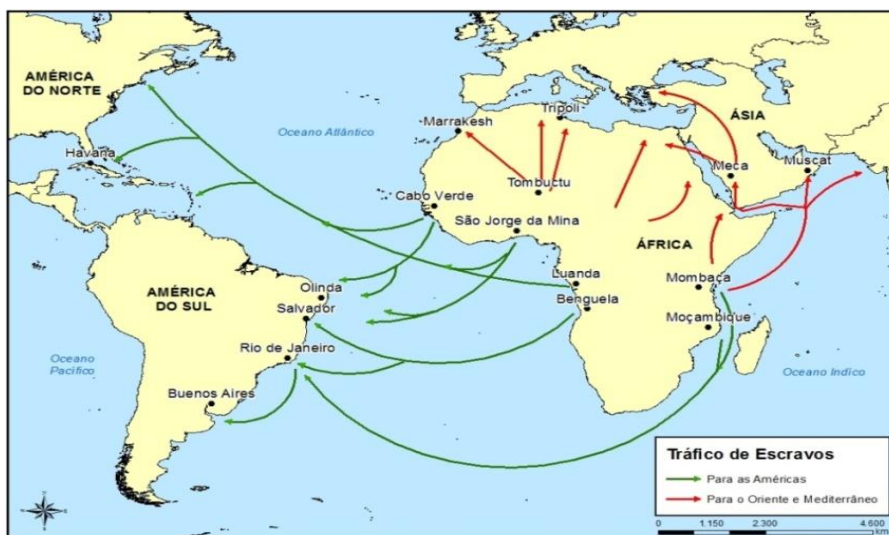 AMÉRICA
DO NORTE
Oceano Atlântico
Havana
Marrakesh
Tripoli
ÁSIA
Meca
Muscat
Tombuctu
Cabo Verde
São Jorge da Mina
ÁFRICA
Luanda
Mombaça
Benguela
Moçambique
Olinda
AMÉRICA
DO SUL
Salvador
Rio de Janeiro
Oceano
Pacífico
Buenos Aires
Oceano Indico
Tráfico de Escravos
Para as Américas
Para o Oriente e Mediterrâneo
0 1.150 2.300 4.600
km